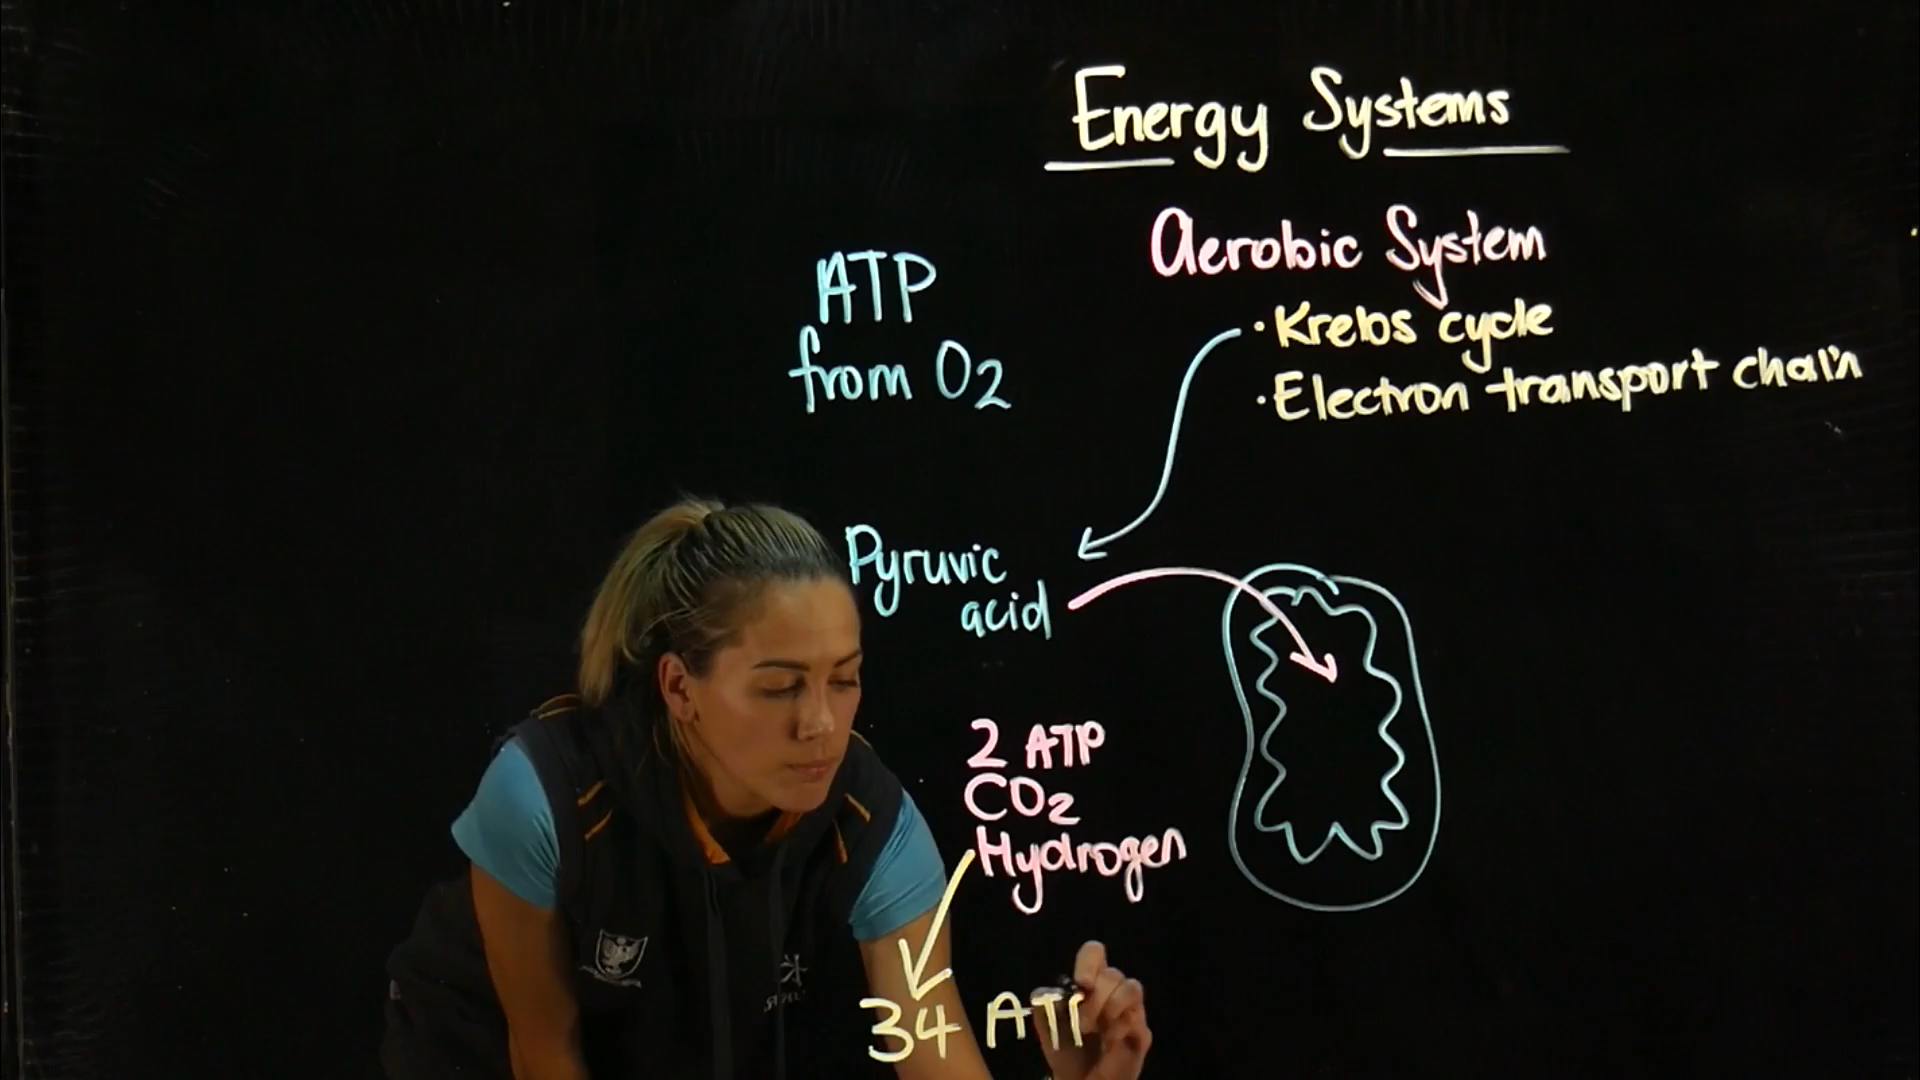 Energy Systems
Aerobic System
ATP
from O2
• Krebs cycle
• Electron transport chain
Pyruvic
acid
2 ATP
CO2
Hydrogen
34 ATP